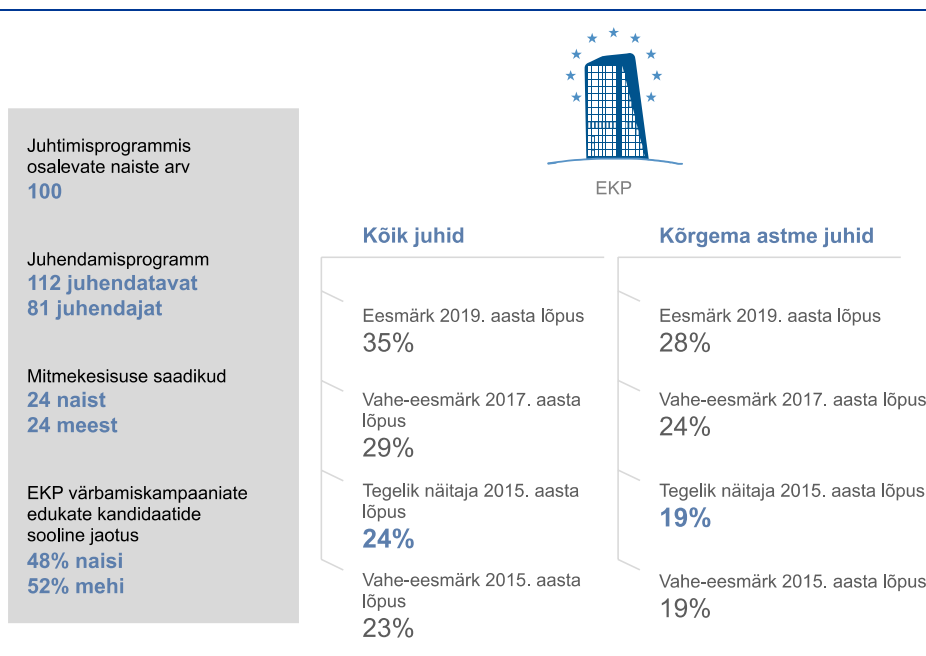 EKP
Juhtimisprogrammis
osalevate naiste arv
100
Juhendamisprogramm
112 juhendatavat
81 juhendajat
Mitmekesisuse saadikud
24 naist
24 meest
EKP värbamiskampaaniate
edukate kandidaatide
sooline jaotus
48% naisi
52% mehi
Kõik juhid
Eesmärk 2019. aasta lõpus
35%
Vahe-eesmärk 2017. aasta
lõpus
29%
Tegelik näitaja 2015. aasta
lõpus
24%
Vahe-eesmärk 2015. aasta
lõpus
23%
Kõrgema astme juhid
Eesmärk 2019. aasta lõpus
28%
Vahe-eesmärk 2017. aasta lõpus
24%
Tegelik näitaja 2015. aasta lõpus
19%
Vahe-eesmärk 2015. aasta lõpus
19%